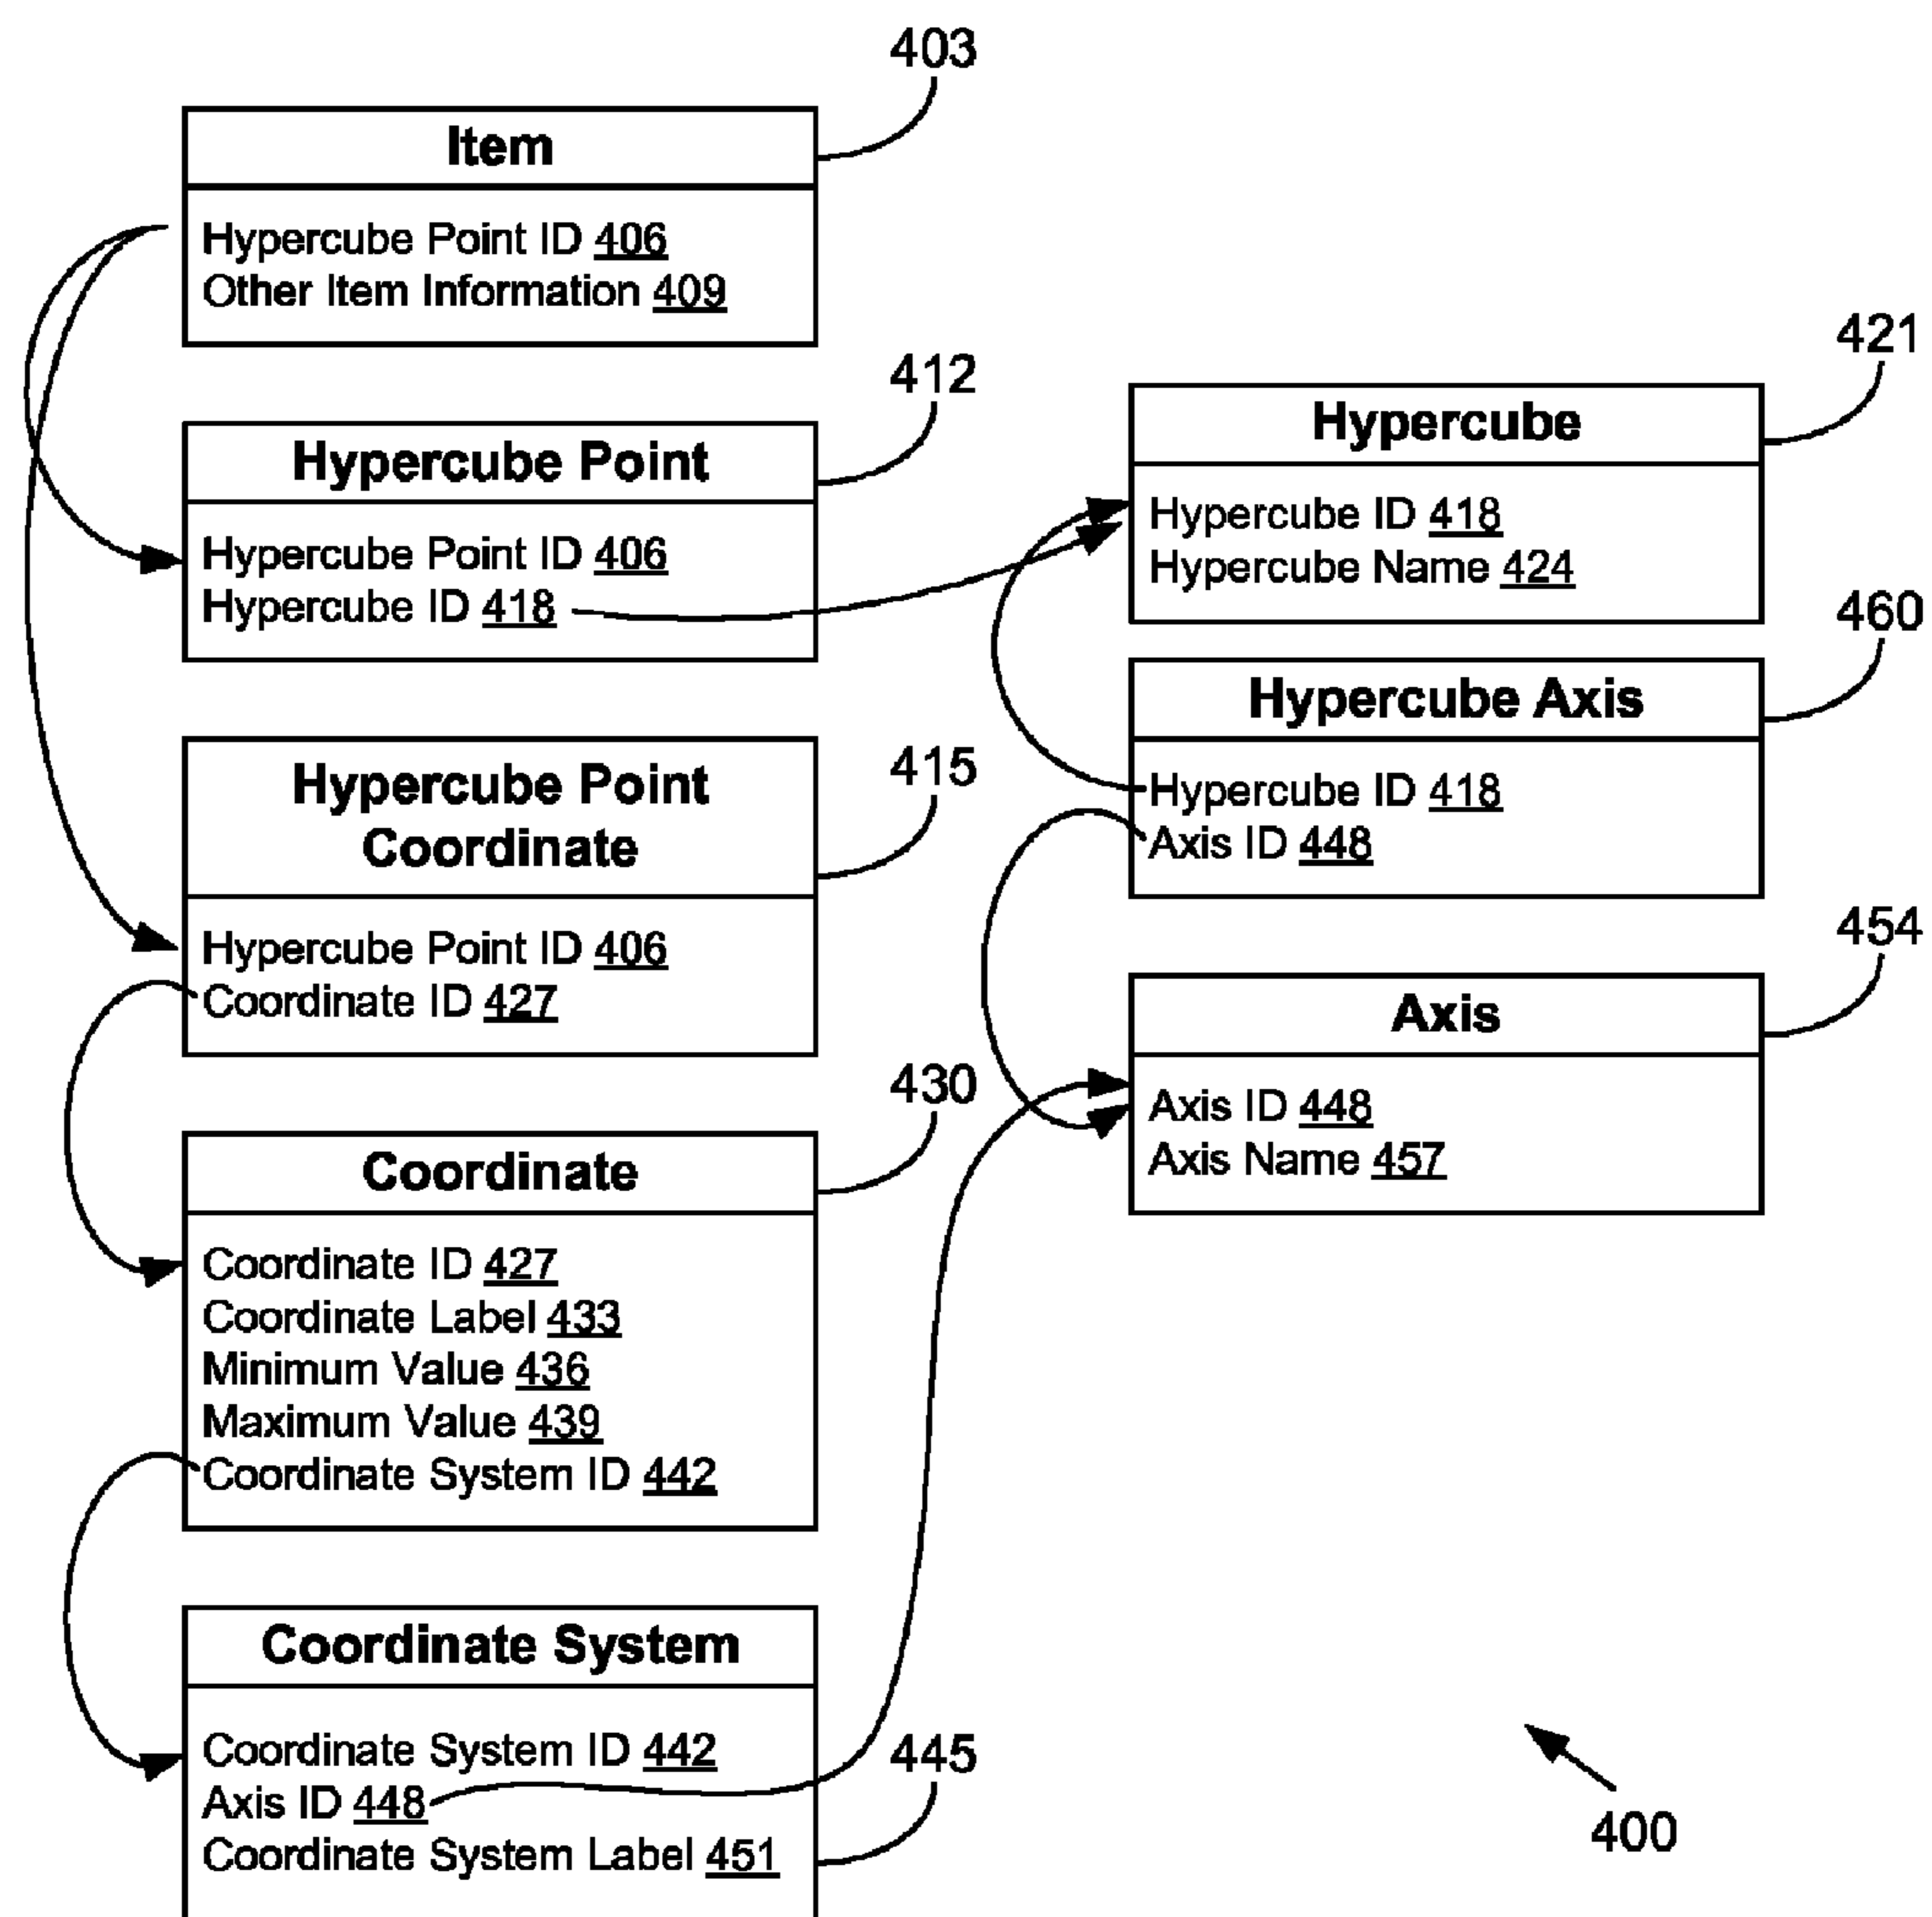 403
Item
Hypercube Point ID 406
Other Item Information 409
412
Hypercube Point
Hypercube Point ID 406
Hypercube ID 418
415
Hypercube Point
Coordinate
Hypercube Point ID 406
Coordinate ID 427
430
Coordinate
Coordinate ID 427
Coordinate Label 433
Minimum Value 436
Maximum Value 439
Coordinate System ID 442
Coordinate System
445
Coordinate System ID 442
Axis ID 448
Coordinate System Label 451
421
Hypercube
Hypercube ID 418
Hypercube Name 424
460
Hypercube Axis
Hypercube ID 418
Axis ID 448
454
Axis
Axis ID 448
Axis Name 457
400